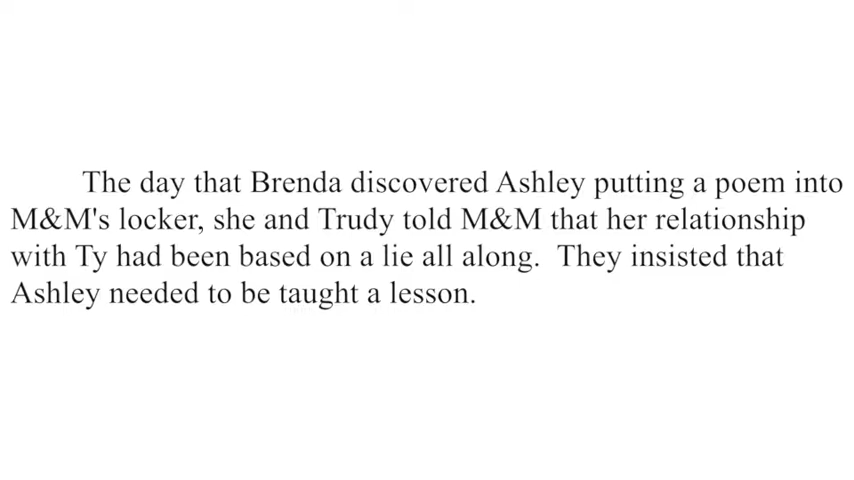 The day that Brenda discovered Ashley putting a poem into
M&M's locker, she and Trudy told M&M that her relationship
with Ty had been based on a lie all along.  They insisted that
Ashley needed to be taught a lesson.